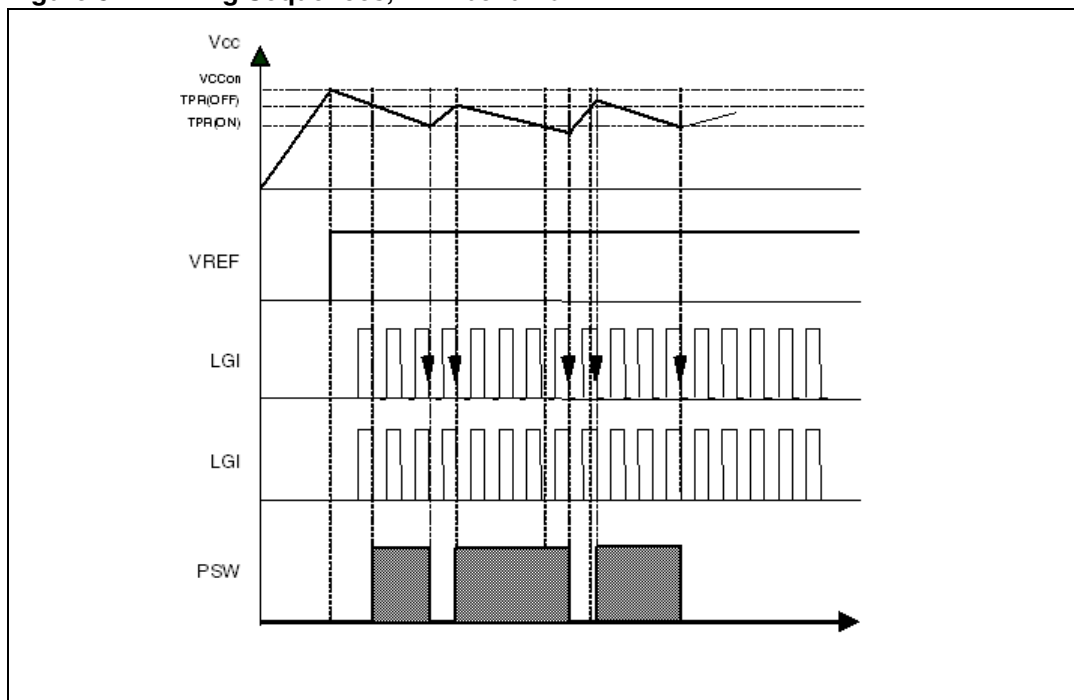 Vcc
VCCon
TPR(OFF)
TPR(ON)
VREF
LGI
LGI
PSW